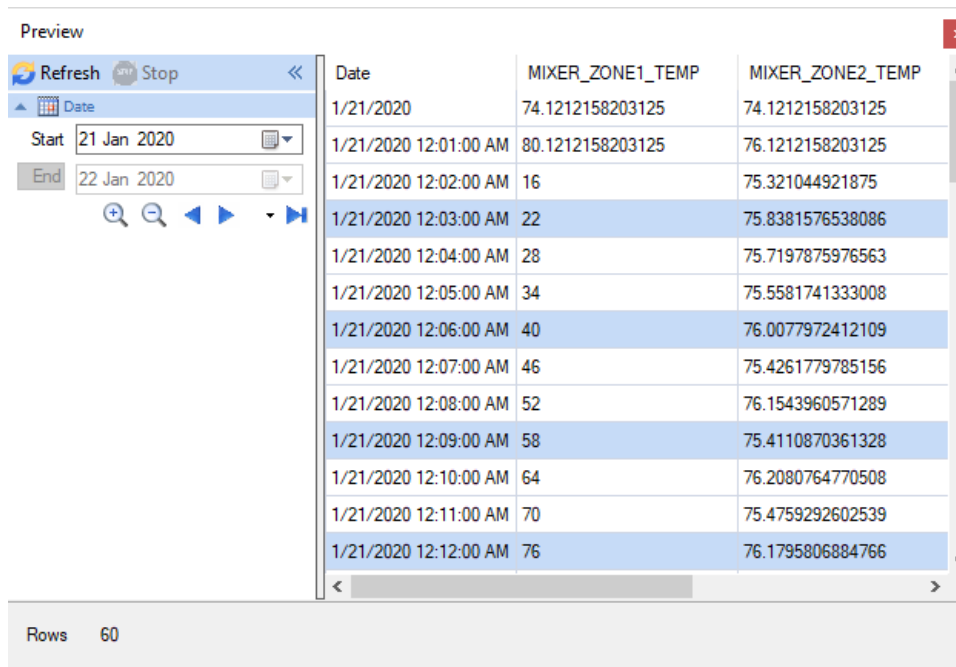 Preview
Refresh Stop «
Date
Start 21 Jan 2020
End 22 Jan 2020
Date MIXER_ZONE1_TEMP MIXER_ZONE2_TEMP
1/21/2020 74.1212158203125 74.1212158203125
1/21/2020 12:01:00 AM 80.1212158203125 76.1212158203125
1/21/2020 12:02:00 AM 16 75.321044921875
1/21/2020 12:03:00 AM 22 75.8381576538086
1/21/2020 12:04:00 AM 28 75.7197875976563
1/21/2020 12:05:00 AM 34 75.5581741333008
1/21/2020 12:06:00 AM 40 76.0077972412109
1/21/2020 12:07:00 AM 46 75.4261779785156
1/21/2020 12:08:00 AM 52 76.1543960571289
1/21/2020 12:09:00 AM 58 75.4110870361328
1/21/2020 12:10:00 AM 64 76.2080764770508
1/21/2020 12:11:00 AM 70 75.4759292602539
1/21/2020 12:12:00 AM 76 76.1795806884766
Rows 60